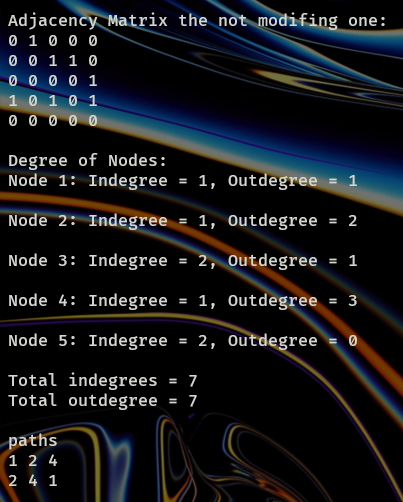 Adjacency Matrix the not modifing one:
0 1 0 0 0
0 0 1 1 0
0 0 0 0 1
1 0 1 0 1
0 0 0 0 0
Degree of Nodes:
Node 1: Indegree = 1, Outdegree = 1
Node 2: Indegree = 1, Outdegree = 2
Node 3: Indegree = 2, Outdegree = 1
Node 4: Indegree = 1, Outdegree = 3
Node 5: Indegree = 2, Outdegree = 0
Total indegrees = 7
Total outdegree = 7
paths
1 2 4
2 4 1